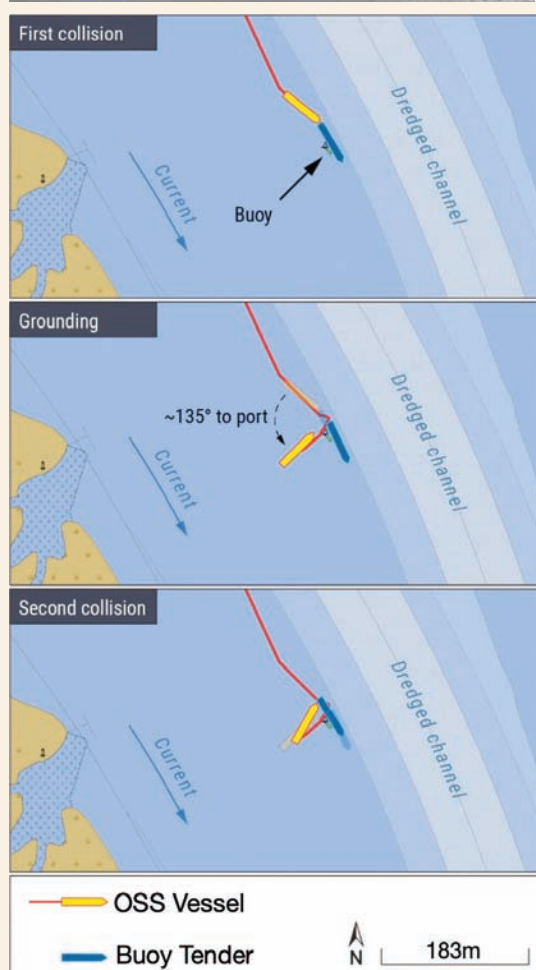 First collision
Dredged channel
Current
Buoy
Grounding
~135° to port
Dredged channel
Current
Second collision
Dredged channel
Current
OSS Vessel
Buoy Tender
N
183m